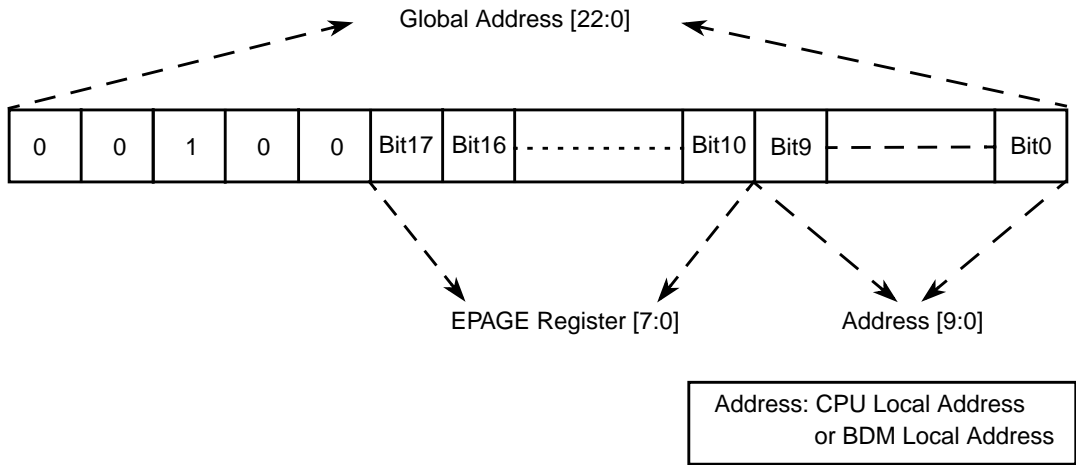 Global Address [22:0]
0 0 1 0 0 Bit17 Bit16 Bit10 Bit9 Bit0
EPAGE Register [7:0] Address [9:0]
Address: CPU Local Address
or BDM Local Address